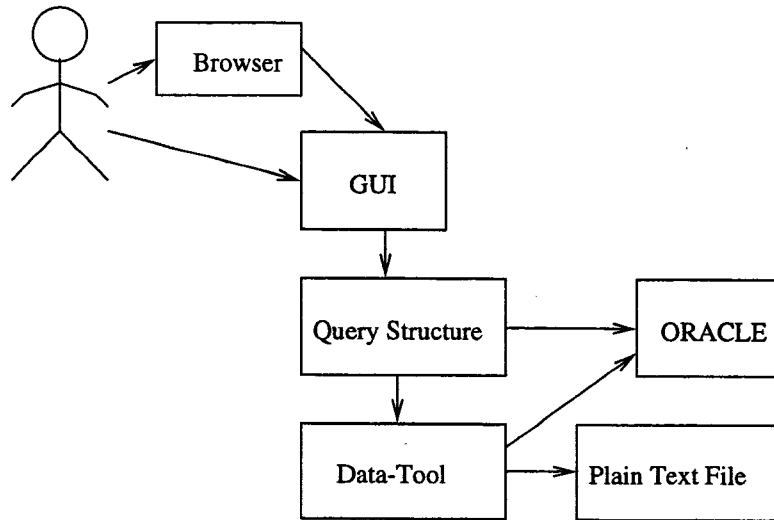 Browser
GUI
Query Structure
ORACLE
Data-Tool
Plain Text File